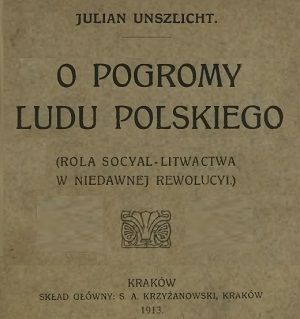 JULIAN UNSZLICHT.
O POGROMY
LUDU POLSKIEGO
(ROLA SOCYAL-LITWACTWA
W NIEDAWNEJ REWOLUCYI.)
KRAKÓW
SKŁAD GŁÓWNY: S. A. KRZYŻANOWSKI, KRAKÓW
1913.